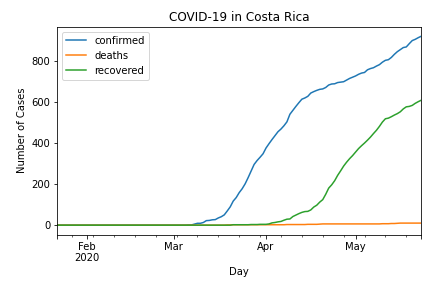 COVID-19 in Costa Rica
confirmed
deaths
recovered
Number of Cases
800
600
400
200
0
Feb
2020
Mar
Apr
May
Day